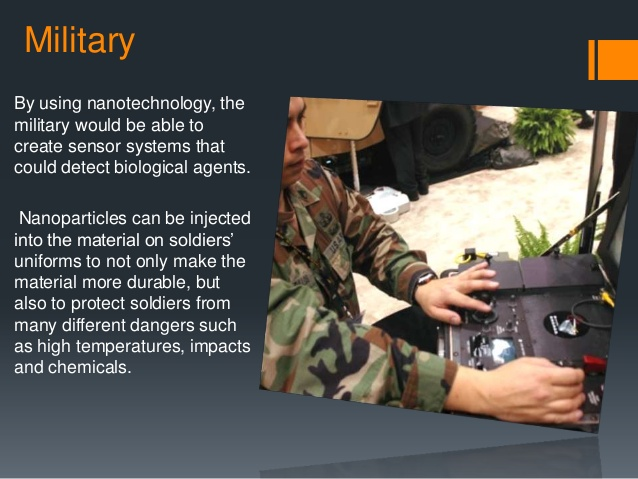 Military
By using nanotechnology, the
military would be able to
create sensor systems that
could detect biological agents.
Nanoparticles can be injected
into the material on soldiers'
uniforms to not only make the
material more durable, but
also to protect soldiers from
many different dangers such
as high temperatures, impacts
and chemicals.